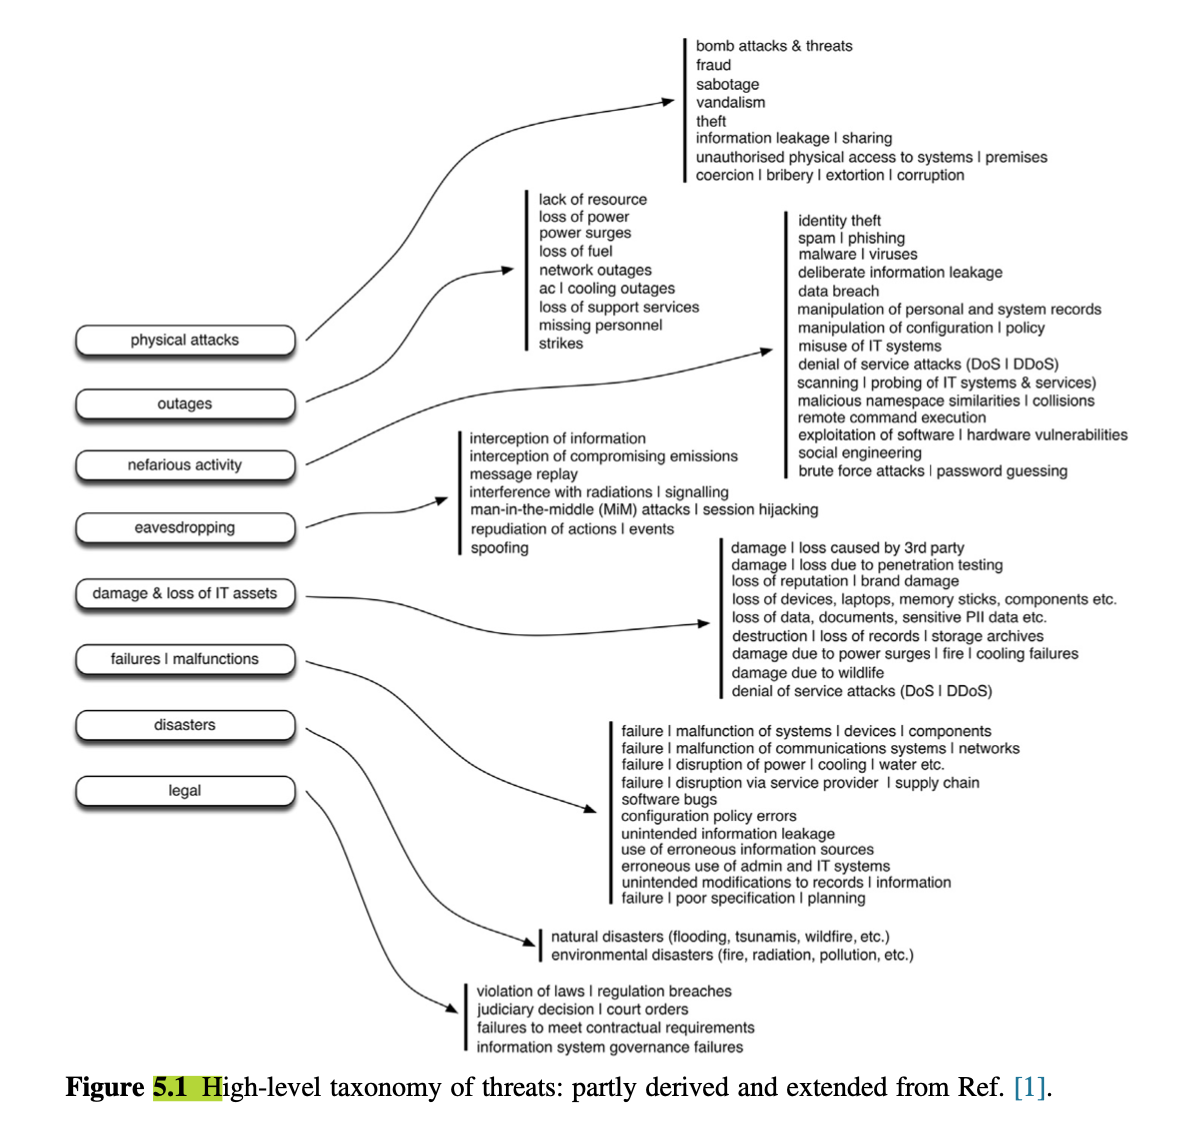 bomb attacks & threats
fraud
sabotage
vandalism
theft
information leakage | sharing
unauthorised physical access to systems | premises
coercion | bribery | extortion | corruption
lack of resource
loss of power
power surges
loss of fuel
network outages
ac | cooling outages
loss of support services
missing personnel
strikes
identity theft
spam | phishing
malware | viruses
deliberate information leakage
data breach
manipulation of personal and system records
manipulation of configuration | policy
misuse of IT systems
denial of service attacks (DoS | DDoS)
scanning | probing of IT systems & services)
malicious namespace similarities | collisions
remote command execution
exploitation of software | hardware vulnerabilities
social engineering
brute force attacks | password guessing
physical attacks
outages
nefarious activity
eavesdropping
damage & loss of IT assets
failures | malfunctions
disasters
legal
interception of information
interception of compromising emissions
message replay
interference with radiations | signalling
man-in-the-middle (MiM) attacks | session hijacking
repudiation of actions | events
spoofing
damage | loss caused by 3rd party
damage | loss due to penetration testing
loss of reputation | brand damage
loss of devices, laptops, memory sticks, components etc.
loss of data, documents, sensitive PII data etc.
destruction | loss of records | storage archives
damage due to power surges | fire | cooling failures
damage due to wildlife
denial of service attacks (DoS | DDoS)
failure | malfunction of systems | devices | components
failure | malfunction of communications systems | networks
failure | disruption of power | cooling | water etc.
failure | disruption via service provider | supply chain
software bugs
configuration policy errors
unintended information leakage
use of erroneous information sources
erroneous use of admin and IT systems
unintended modifications to records | information
failure | poor specification | planning
natural disasters (flooding, tsunamis, wildfire, etc.)
environmental disasters (fire, radiation, pollution, etc.)
violation of laws | regulation breaches
judiciary decision | court orders
failures to meet contractual requirements
information system governance failures
Figure 5.1 High-level taxonomy of threats: partly derived and extended from Ref. [1].